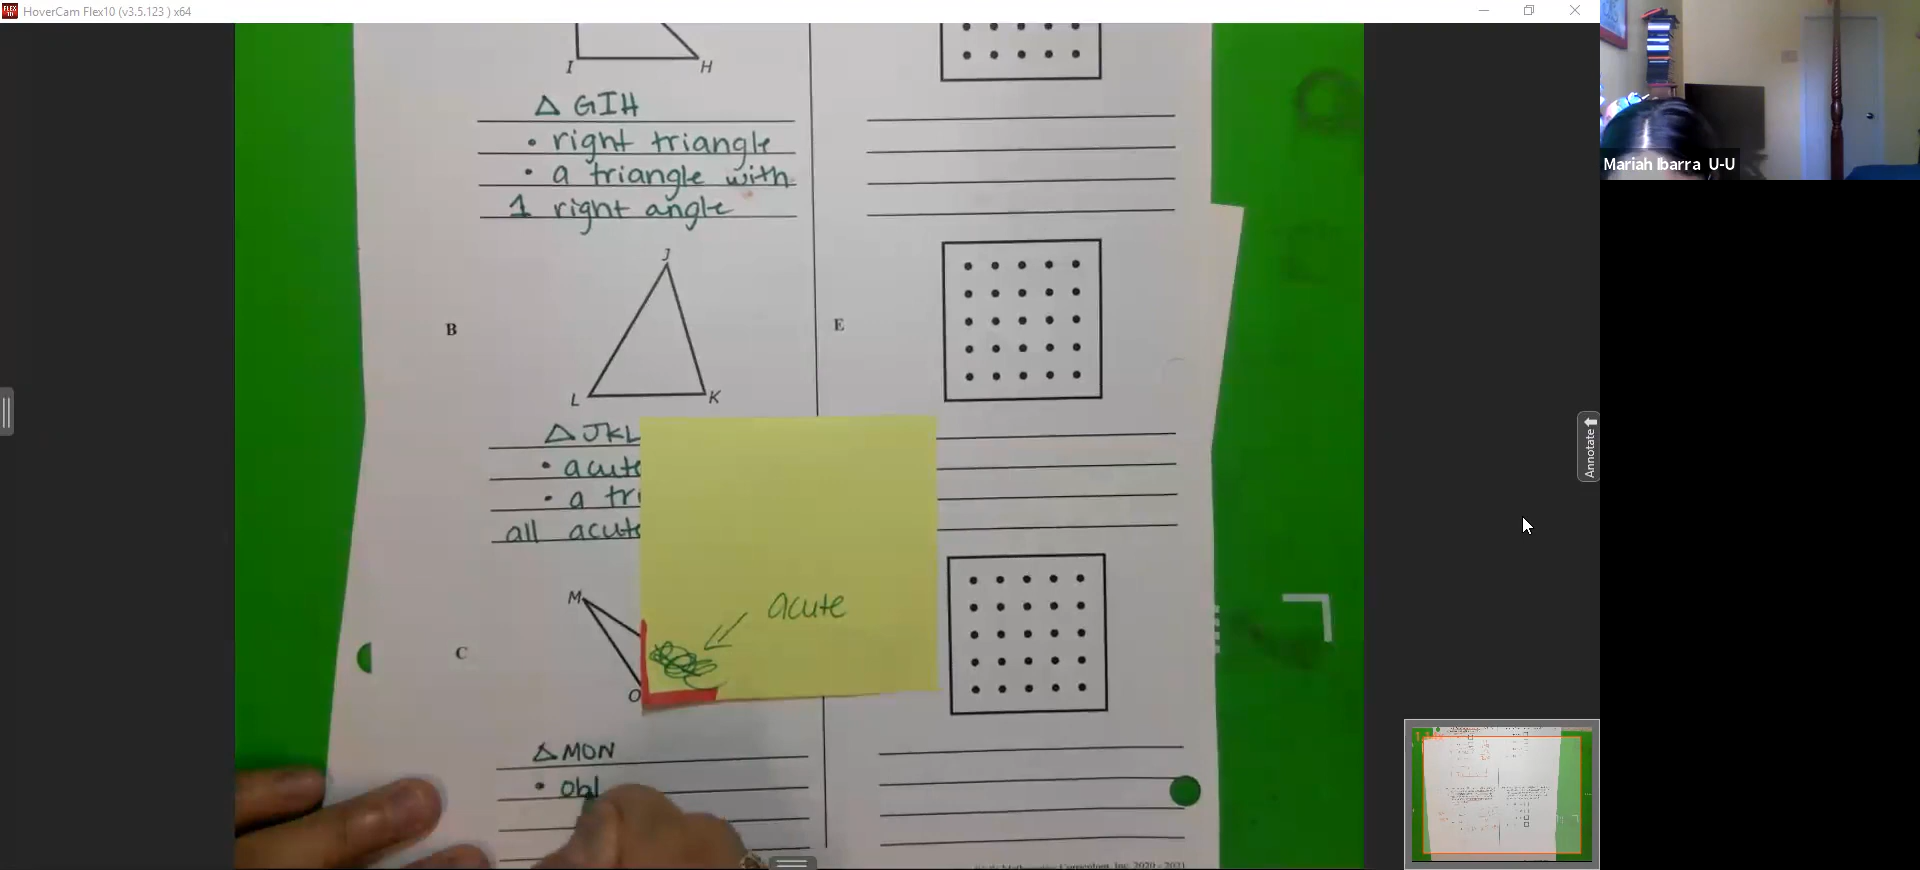 HoverCam Flex10 (v3.5.123 ) x64
I H
△ GIH
• right triangle
• a triangle with
1 right angle
J
B
E
L K
△ JKL
• acute
• a tri
all acute
M
acute
C
O
△ MON
• obl
Annotate
Mariah Ibarra U-U